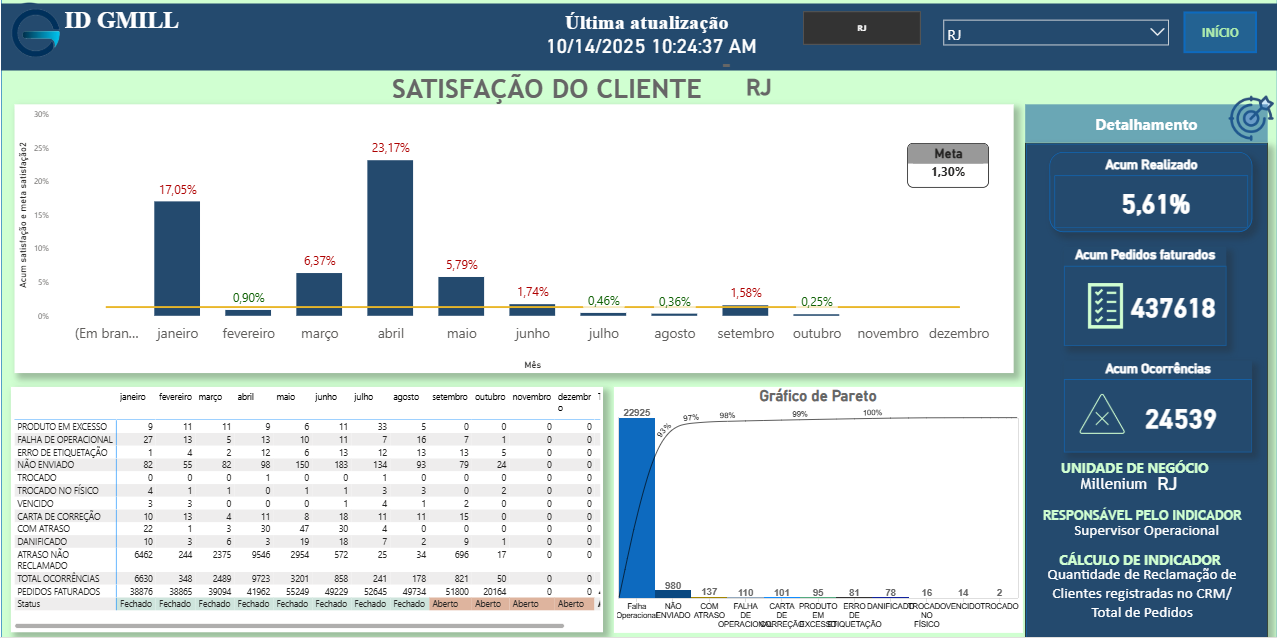 ID GMILL
Última atualização
10/14/2025 10:24:37 AM
RJ
RJ
INÍCIO
SATISFAÇÃO DO CLIENTE RJ
30%
25%
20%
15%
10%
5%
0%
Acum satisfação e meta satisfação2
17,05%
0,90%
6,37%
23,17%
5,79%
1,74%
0,46%
0,36%
1,58%
0,25%
Meta
1,30%
(Em bran... janeiro fevereiro março abril maio junho julho agosto setembro outubro novembro dezembro
Mês
Detalhamento
Acum Realizado
5,61%
Acum Pedidos faturados
437618
Acum Ocorrências
24539
UNIDADE DE NEGÓCIO
Millenium RJ
RESPONSÁVEL PELO INDICADOR
Supervisor Operacional
CÁLCULO DE INDICADOR
Quantidade de Reclamação de
Clientes registradas no CRM/
Total de Pedidos
janeiro fevereiro março abril maio junho julho agosto setembro outubro novembro dezembr
o
PRODUTO EM EXCESSO 9 11 11 9 6 11 33 5 0 0 0 0
FALHA DE OPERACIONAL 27 13 5 13 10 11 7 16 7 1 0 0
ERRO DE ETIQUETAÇÃO 1 4 2 12 6 13 12 13 13 5 0 0
NÃO ENVIADO 82 55 82 98 150 183 134 93 79 24 0 0
TROCADO 0 0 0 1 0 0 1 0 0 0 0 0
TROCADO NO FÍSICO 4 1 1 0 1 1 3 3 0 2 0 0
VENCIDO 3 3 0 0 0 1 4 1 2 0 0 0
CARTA DE CORREÇÃO 10 13 4 11 8 18 11 11 15 0 0 0
COM ATRASO 22 1 3 30 47 30 4 0 0 0 0 0
DANIFICADO 10 3 6 3 19 18 7 2 9 1 0 0
ATRASO NÃO 6462 244 2375 9546 2954 572 25 34 696 17 0 0
RECLAMADO
TOTAL OCORRÊNCIAS 6630 348 2489 9723 3201 858 241 178 821 50 0 0
PEDIDOS FATURADOS 38876 38865 39094 41962 55249 49229 52645 49734 51800 20164 0 0
Status Fechado Fechado Fechado Fechado Fechado Fechado Fechado Fechado Aberto Aberto Aberto Aberto
Gráfico de Pareto
22925
93%
97%
98%
99%
100%
980
137
110
101
95
81
78
16
14
2
Falha
Operacional
NÃO
ENVIADO
COM
ATRASO
FALHA
DE
OPERACIONAL
CARTA
DE
CORREÇÃO
PRODUTO
EM
EXCESSO
ERRO
DE
ETIQUETAÇÃO
DANIFICADO
TROCADO
NO
FÍSICO
VENCIDO
TROCADO